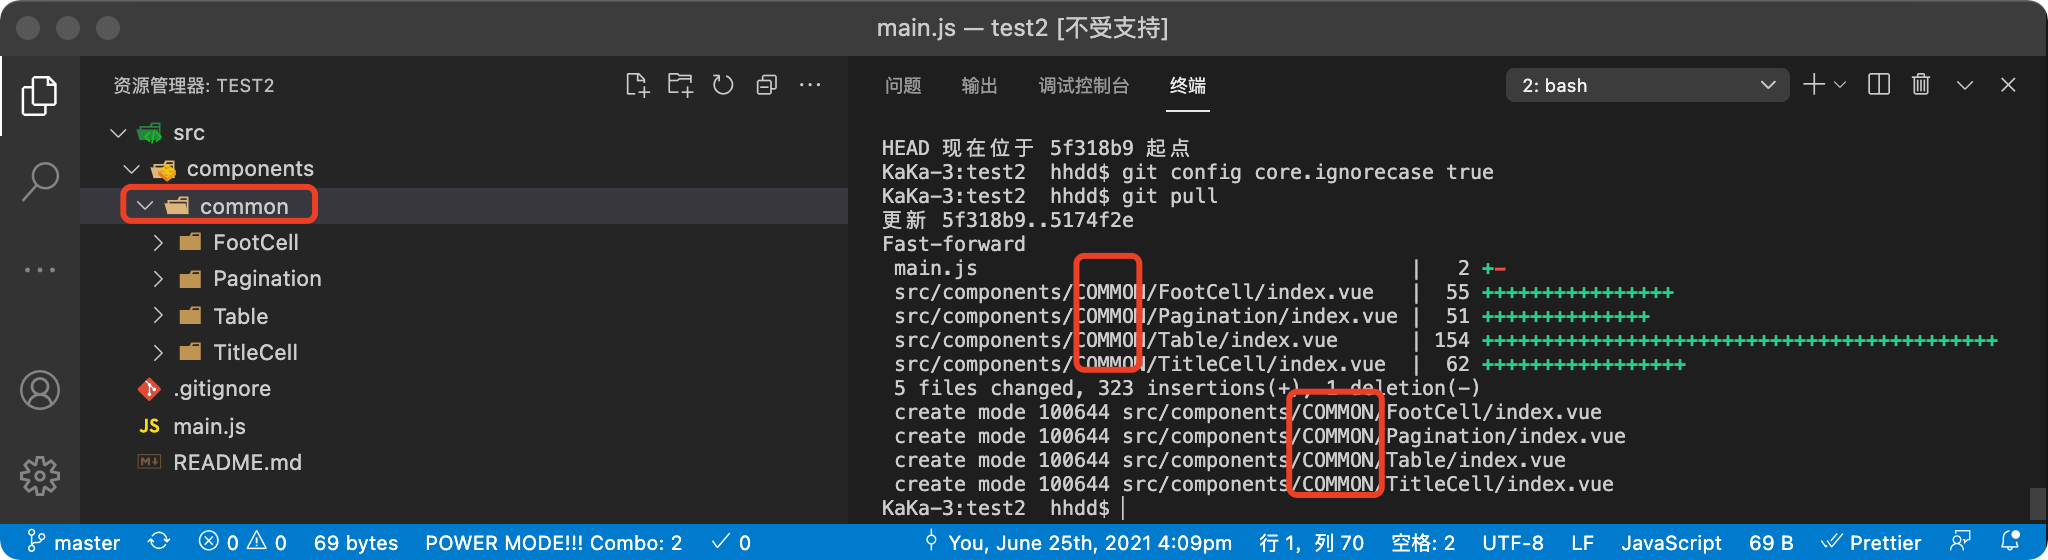 main.js — test2 [不受支持]
资源管理器: TEST2
src
components
common
FootCell
Pagination
Table
TitleCell
.gitignore
JS main.js
README.md
问题 输出 调试控制台 终端 2: bash
HEAD 现在位于 5f318b9 起点
KaKa-3:test2 hhdd$ git config core.ignorecase true
KaKa-3:test2 hhdd$ git pull
更新 5f318b9..5174f2e
Fast-forward
main.js | 2 +-
src/components/COMMON/FootCell/index.vue | 55 ++++++++++++++++
src/components/COMMON/Pagination/index.vue | 51 ++++++++++++++
src/components/COMMON/Table/index.vue | 154 +++++++++++++++++++++++++++++++++++++++++++
src/components/COMMON/TitleCell/index.vue | 62 +++++++++++++++++
5 files changed, 323 insertions(+), 1 deletion(-)
create mode 100644 src/components/COMMON/FootCell/index.vue
create mode 100644 src/components/COMMON/Pagination/index.vue
create mode 100644 src/components/COMMON/Table/index.vue
create mode 100644 src/components/COMMON/TitleCell/index.vue
KaKa-3:test2 hhdd$
master 0 0 69 bytes POWER MODE!!! Combo: 2 0 You, June 25th, 2021 4:09pm 行 1，列 70 空格: 2 UTF-8 LF JavaScript 69 B Prettier